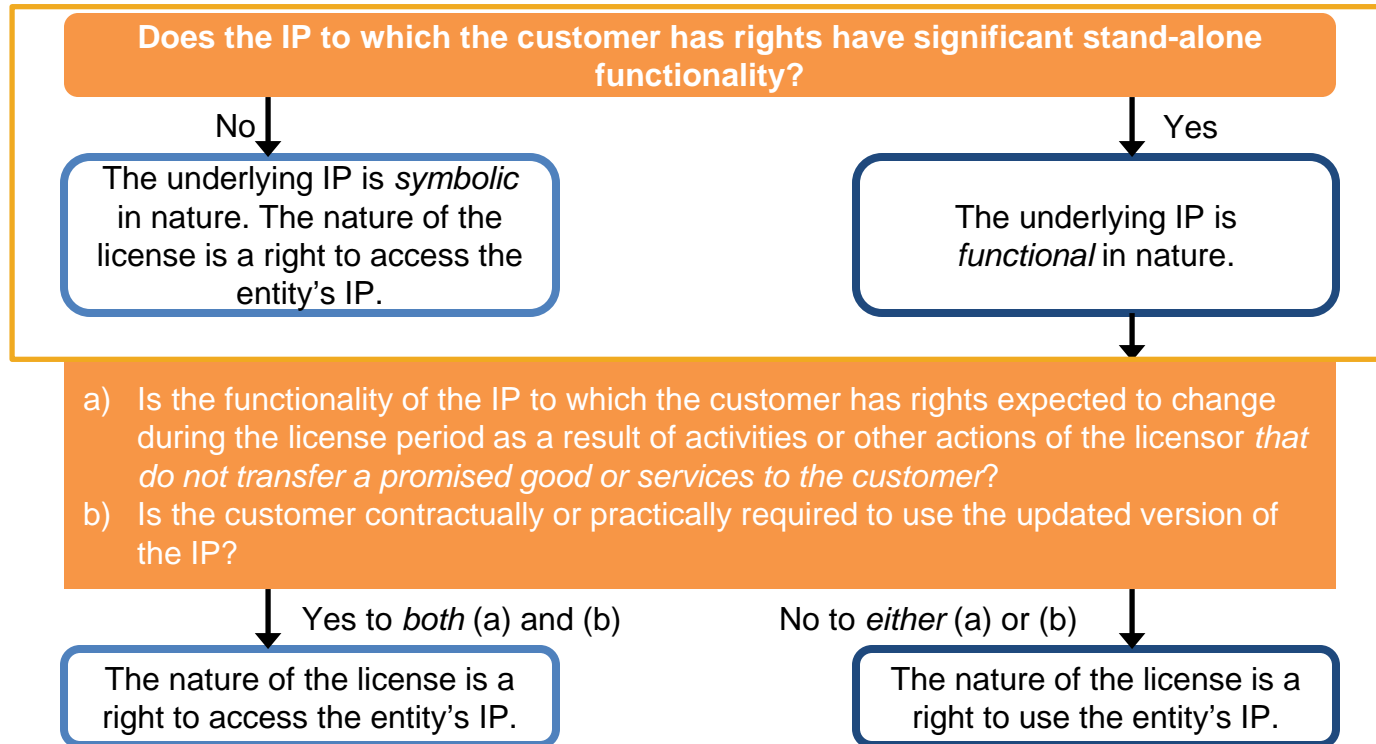 Does the IP to which the customer has rights have significant stand-alone
functionality?
No
Yes
The underlying IP is symbolic
in nature. The nature of the
license is a right to access the
entity's IP.
The underlying IP is
functional in nature.
a) Is the functionality of the IP to which the customer has rights expected to change
during the license period as a result of activities or other actions of the licensor that
do not transfer a promised good or services to the customer?
b) Is the customer contractually or practically required to use the updated version of
the IP?
Yes to both (a) and (b)
No to either (a) or (b)
The nature of the license is a
right to access the entity's IP.
The nature of the license is a
right to use the entity's IP.